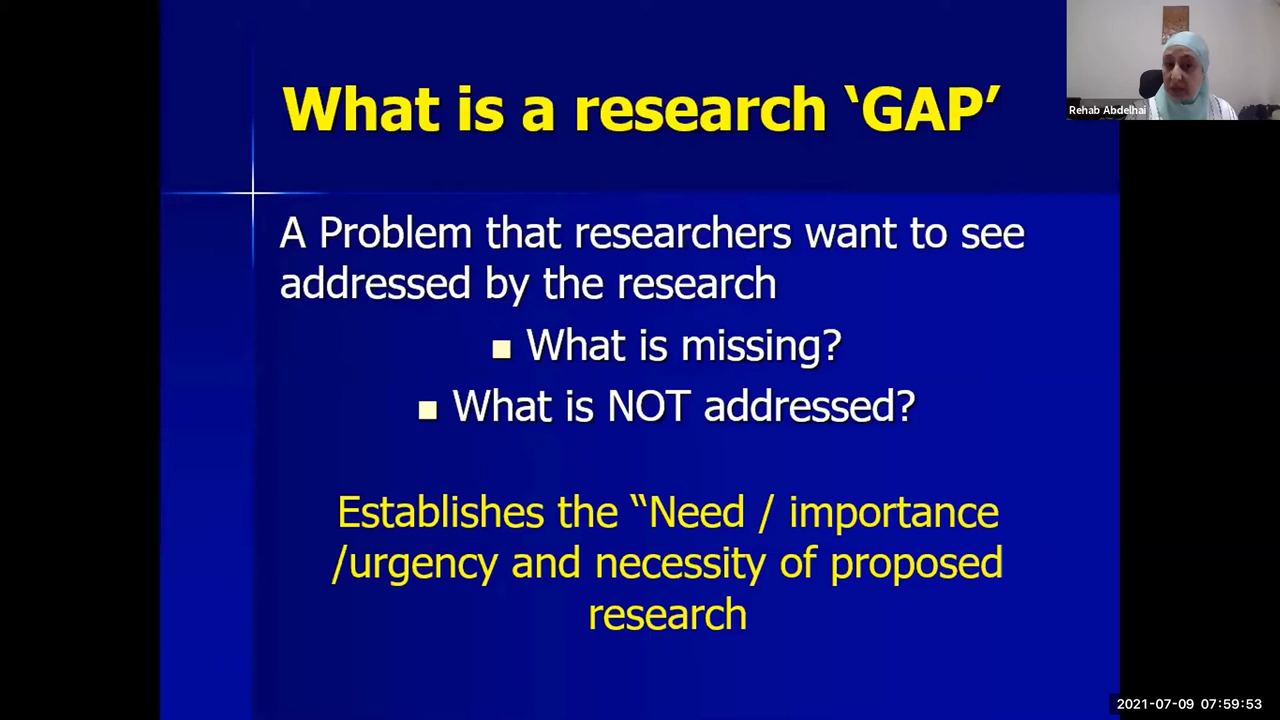 What is a research ‘GAP’
Rehab Abdelhai
A Problem that researchers want to see
addressed by the research
What is missing?
What is NOT addressed?
Establishes the “Need / importance
/urgency and necessity of proposed
research
2021-07-09 07:59:53